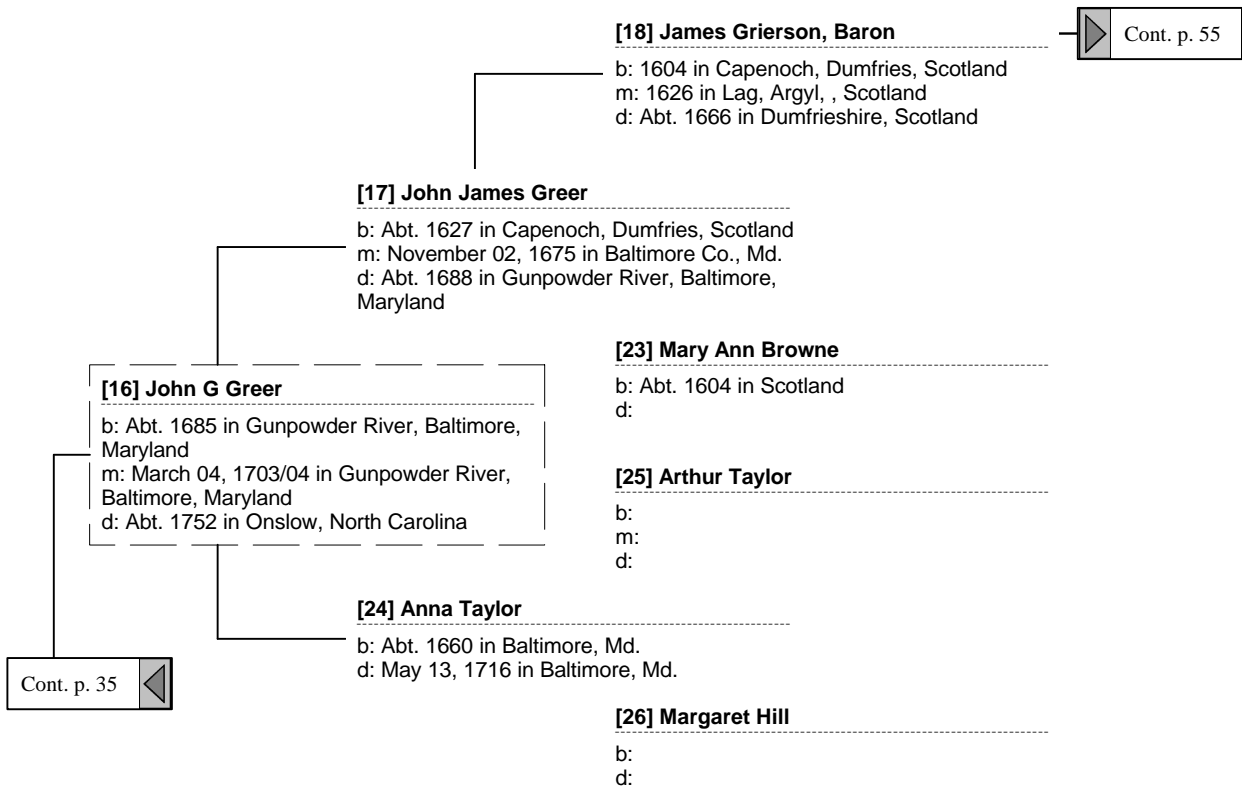 [18] James Grierson, Baron
Cont. p. 55
b: 1604 in Capenoch, Dumfries, Scotland
m: 1626 in Lag, Argyl, , Scotland
d: Abt. 1666 in Dumfrieshire, Scotland
[17] John James Greer
b: Abt. 1627 in Capenoch, Dumfries, Scotland
m: November 02, 1675 in Baltimore Co., Md.
d: Abt. 1688 in Gunpowder River, Baltimore,
Maryland
[23] Mary Ann Browne
b: Abt. 1604 in Scotland
d:
[16] John G Greer
b: Abt. 1685 in Gunpowder River, Baltimore,
Maryland
m: March 04, 1703/04 in Gunpowder River,
Baltimore, Maryland
d: Abt. 1752 in Onslow, North Carolina
[25] Arthur Taylor
b:
m:
d:
[24] Anna Taylor
b: Abt. 1660 in Baltimore, Md.
d: May 13, 1716 in Baltimore, Md.
Cont. p. 35
[26] Margaret Hill
b:
d: